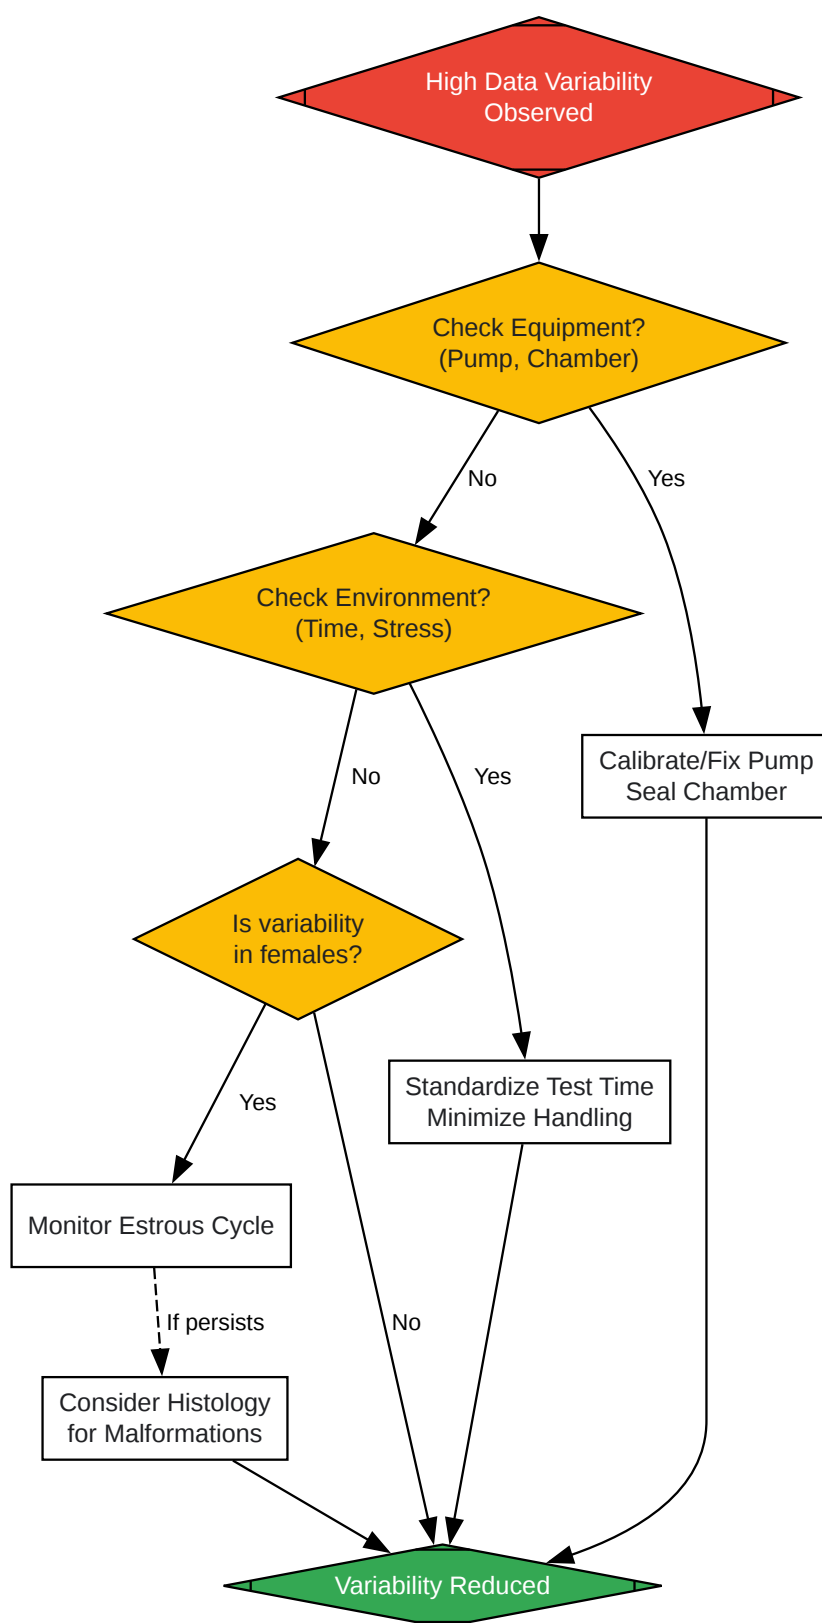 High Data Variability
Observed
Check Equipment?
(Pump, Chamber)
No
Yes
Check Environment?
(Time, Stress)
Calibrate/Fix Pump
Seal Chamber
No
Yes
Is variability
in females?
Standardize Test Time
Minimize Handling
Yes
Monitor Estrous Cycle
If persists
No
Consider Histology
for Malformations
Variability Reduced